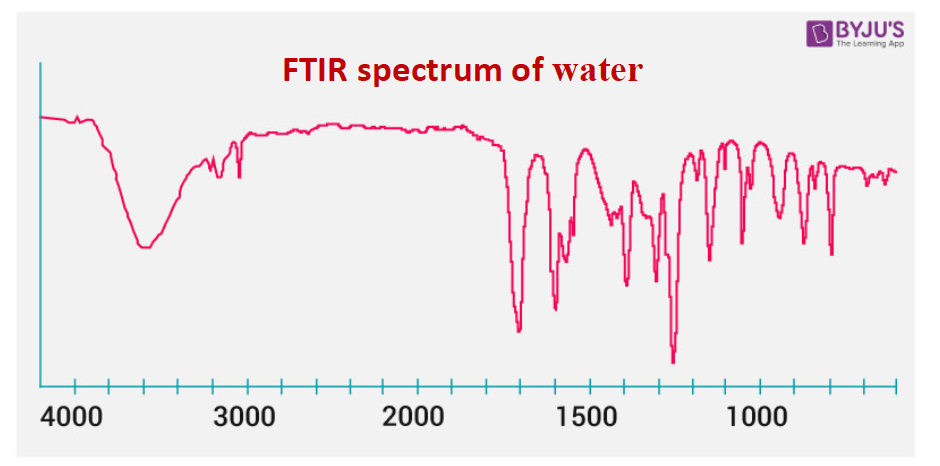 BYJU'S
The Learning App
FTIR spectrum of water
4000 3000 2000 1500 1000